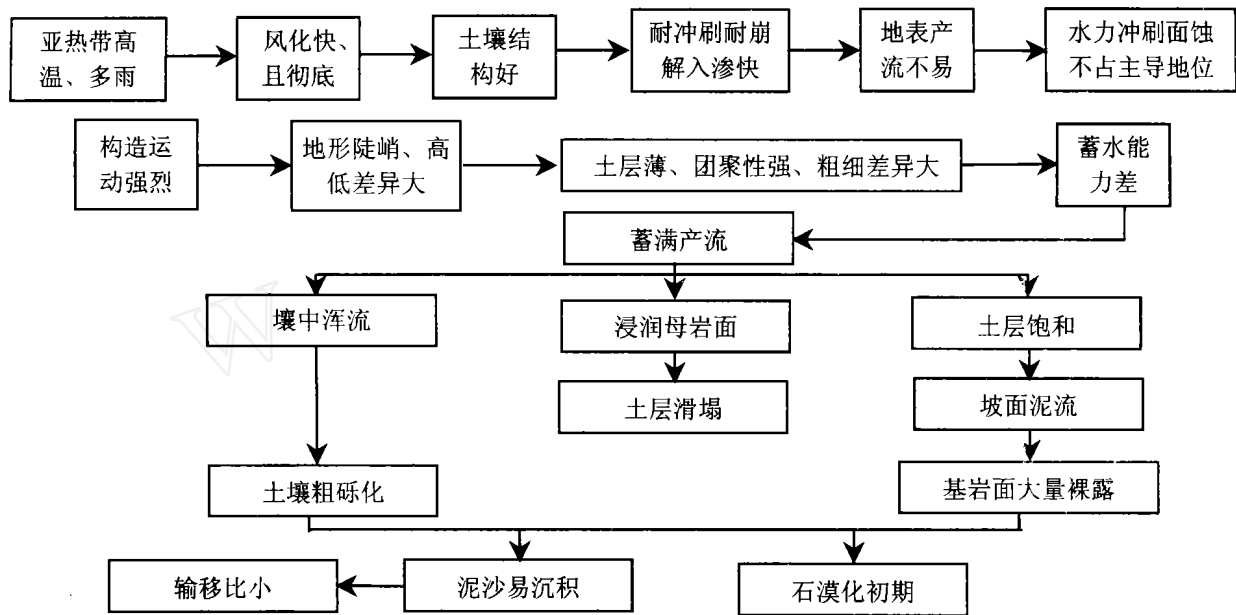 亚热带高
温、多雨
风化快、
且彻底
土壤结
构好
耐冲刷耐崩
解入渗快
地表产
流不易
水力冲刷面蚀
不占主导地位
构造运
动强烈
地形陡峭、高
低差异大
土层薄、团聚性强、粗细差异大
蓄水能
力差
蓄满产流
壤中浑流
浸润母岩面
土层饱和
土层滑塌
坡面泥流
土壤粗砾化
基岩面大量裸露
输移比小
泥沙易沉积
石漠化初期
W